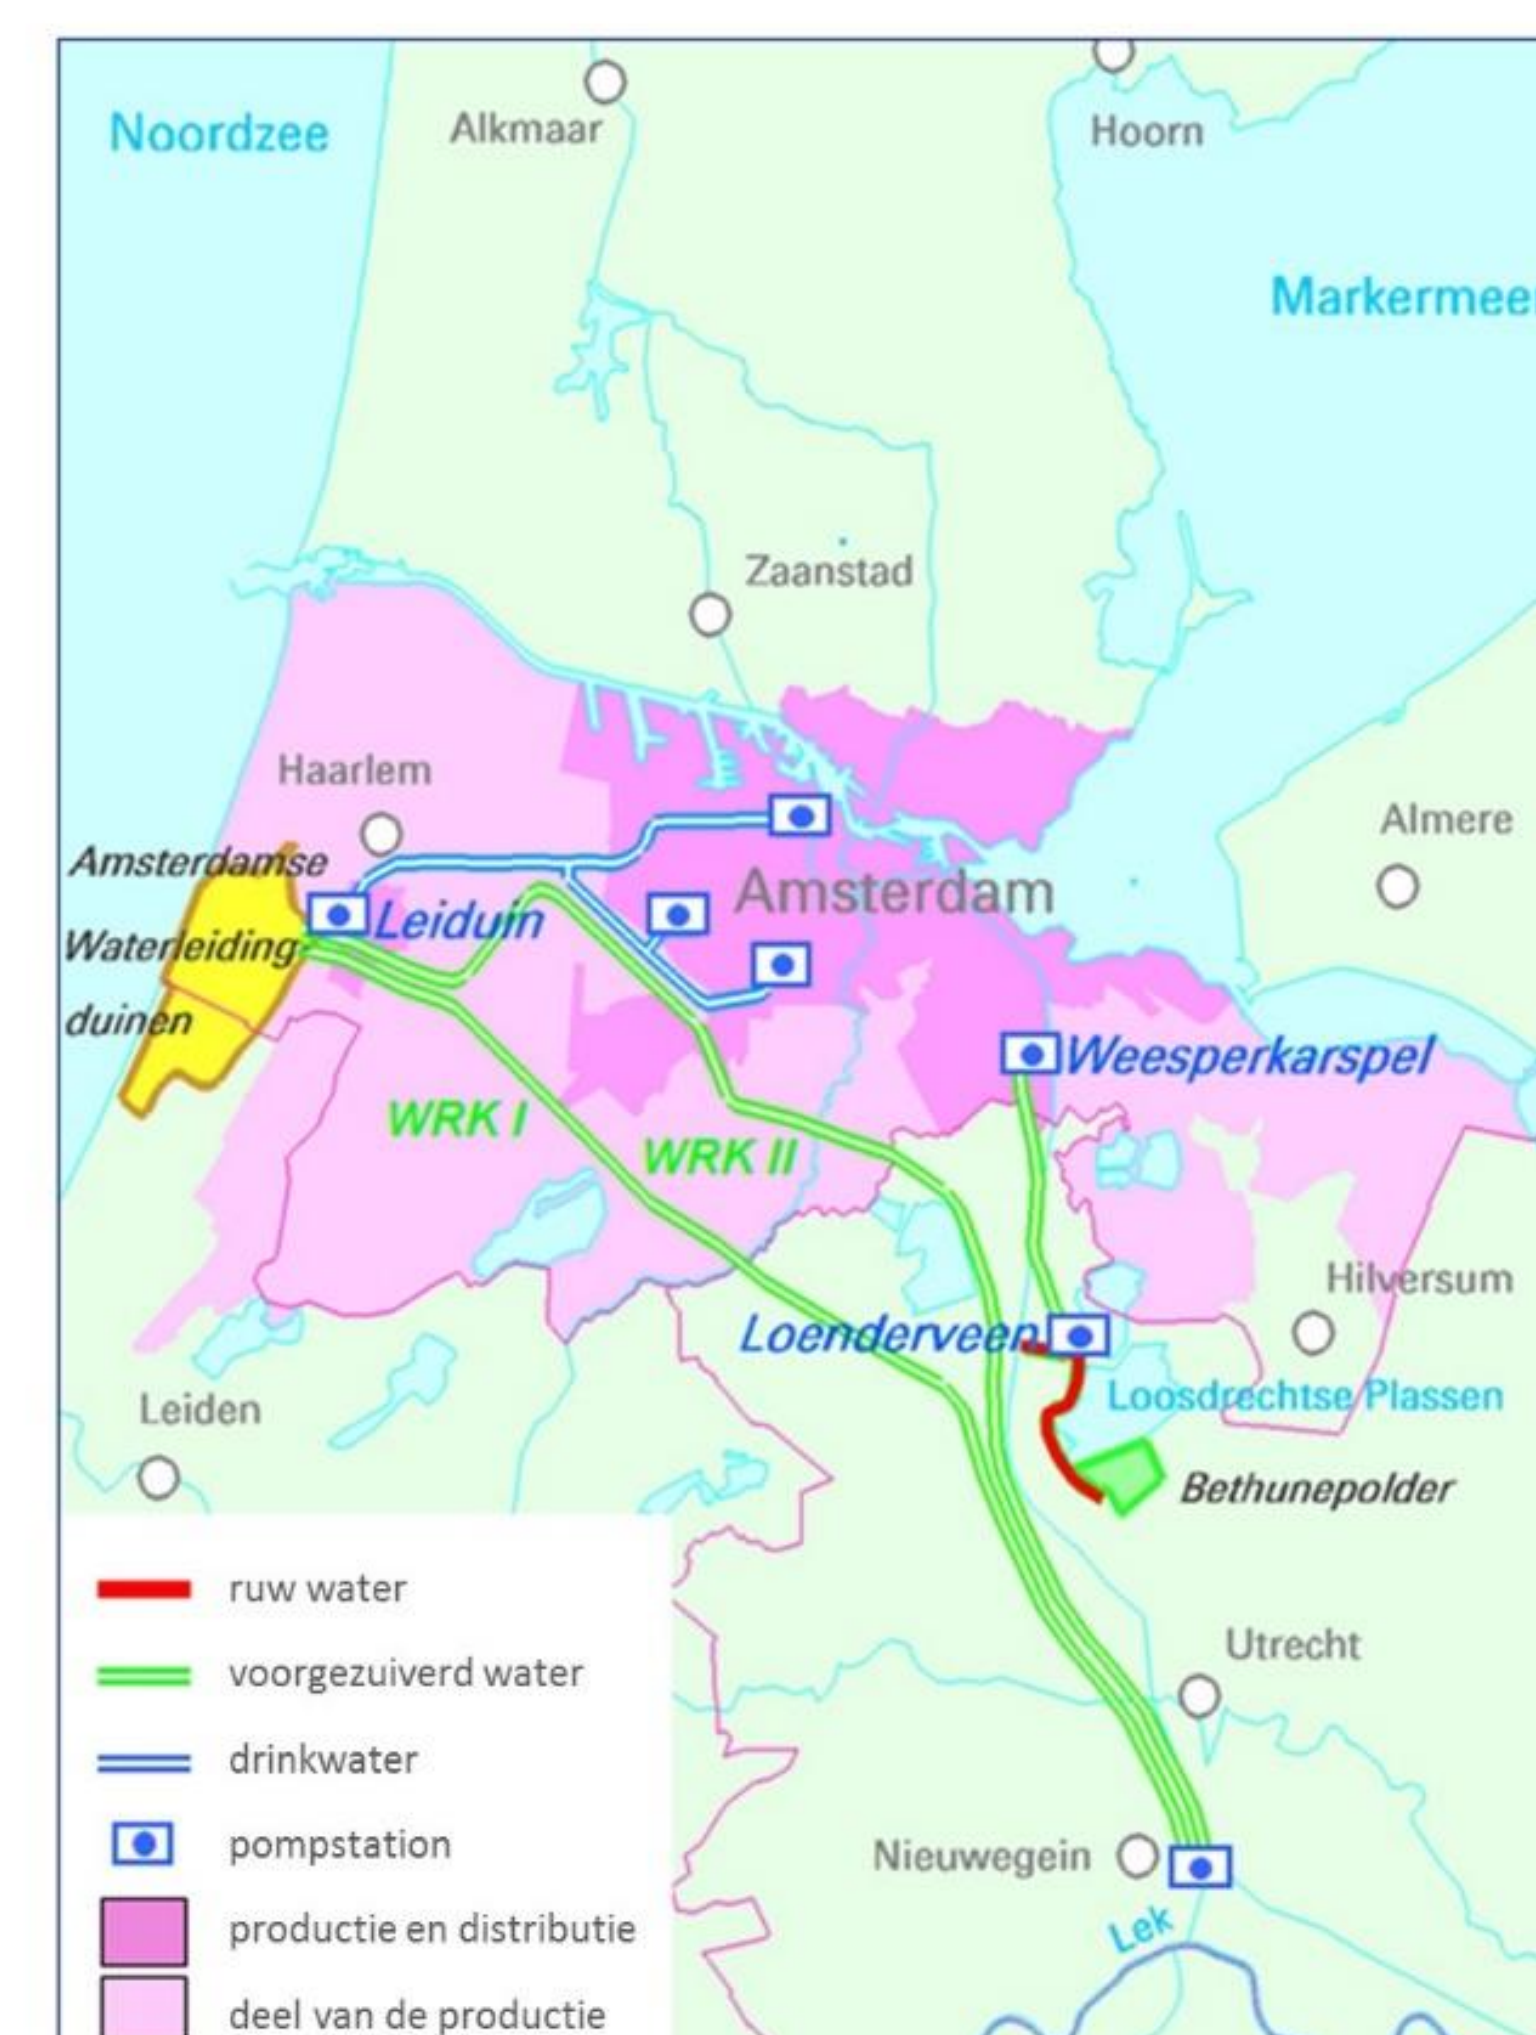 Noordzee
Alkmaar
Hoorn
Markermeer
Zaanstad
Haarlem
Almere
Amsterdamse
Amsterdam
Leiduin
Waterleiding-
duinen
Weesperkarspel
WRK I
WRK II
Hilversum
Loenderveen
Loosdrechtse Plassen
Leiden
Bethunepolder
ruw water
Utrecht
voorgezuiverd water
drinkwater
pompstation
Nieuwegein
Lek
productie en distributie
deel van de productie